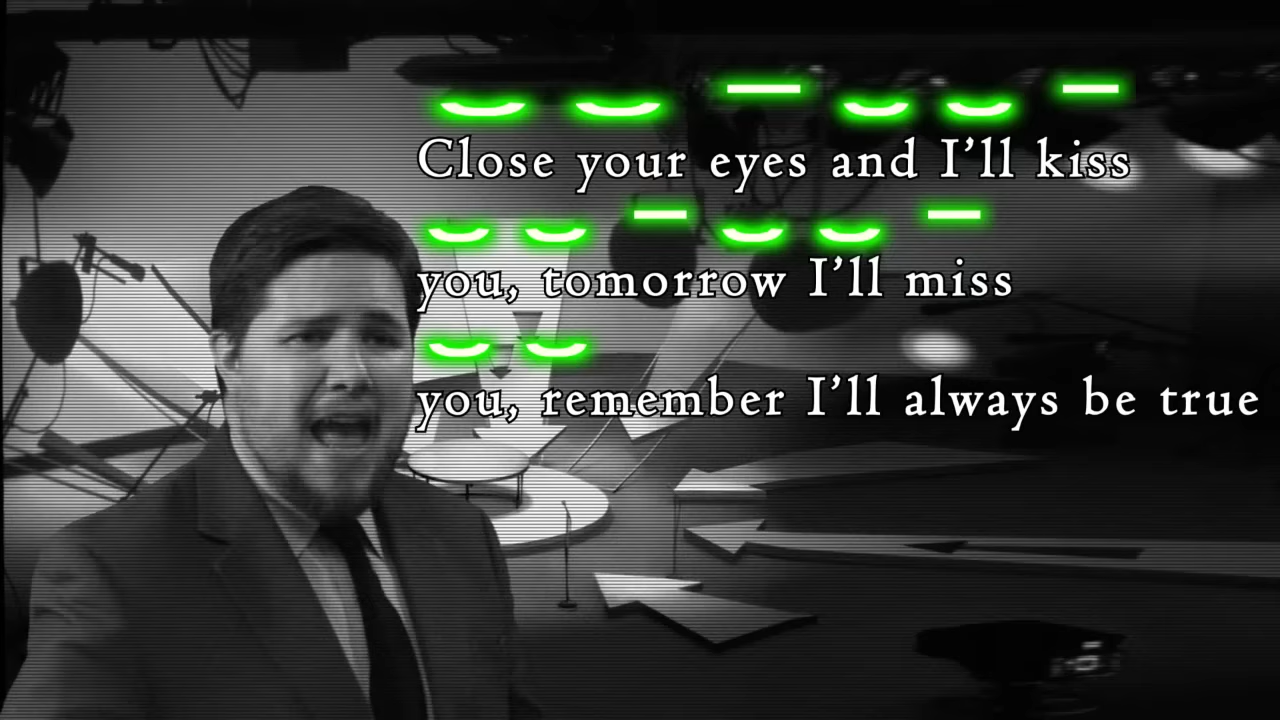 Close your eyes and I’ll kiss
you, tomorrow I’ll miss
you, remember I’ll always be true